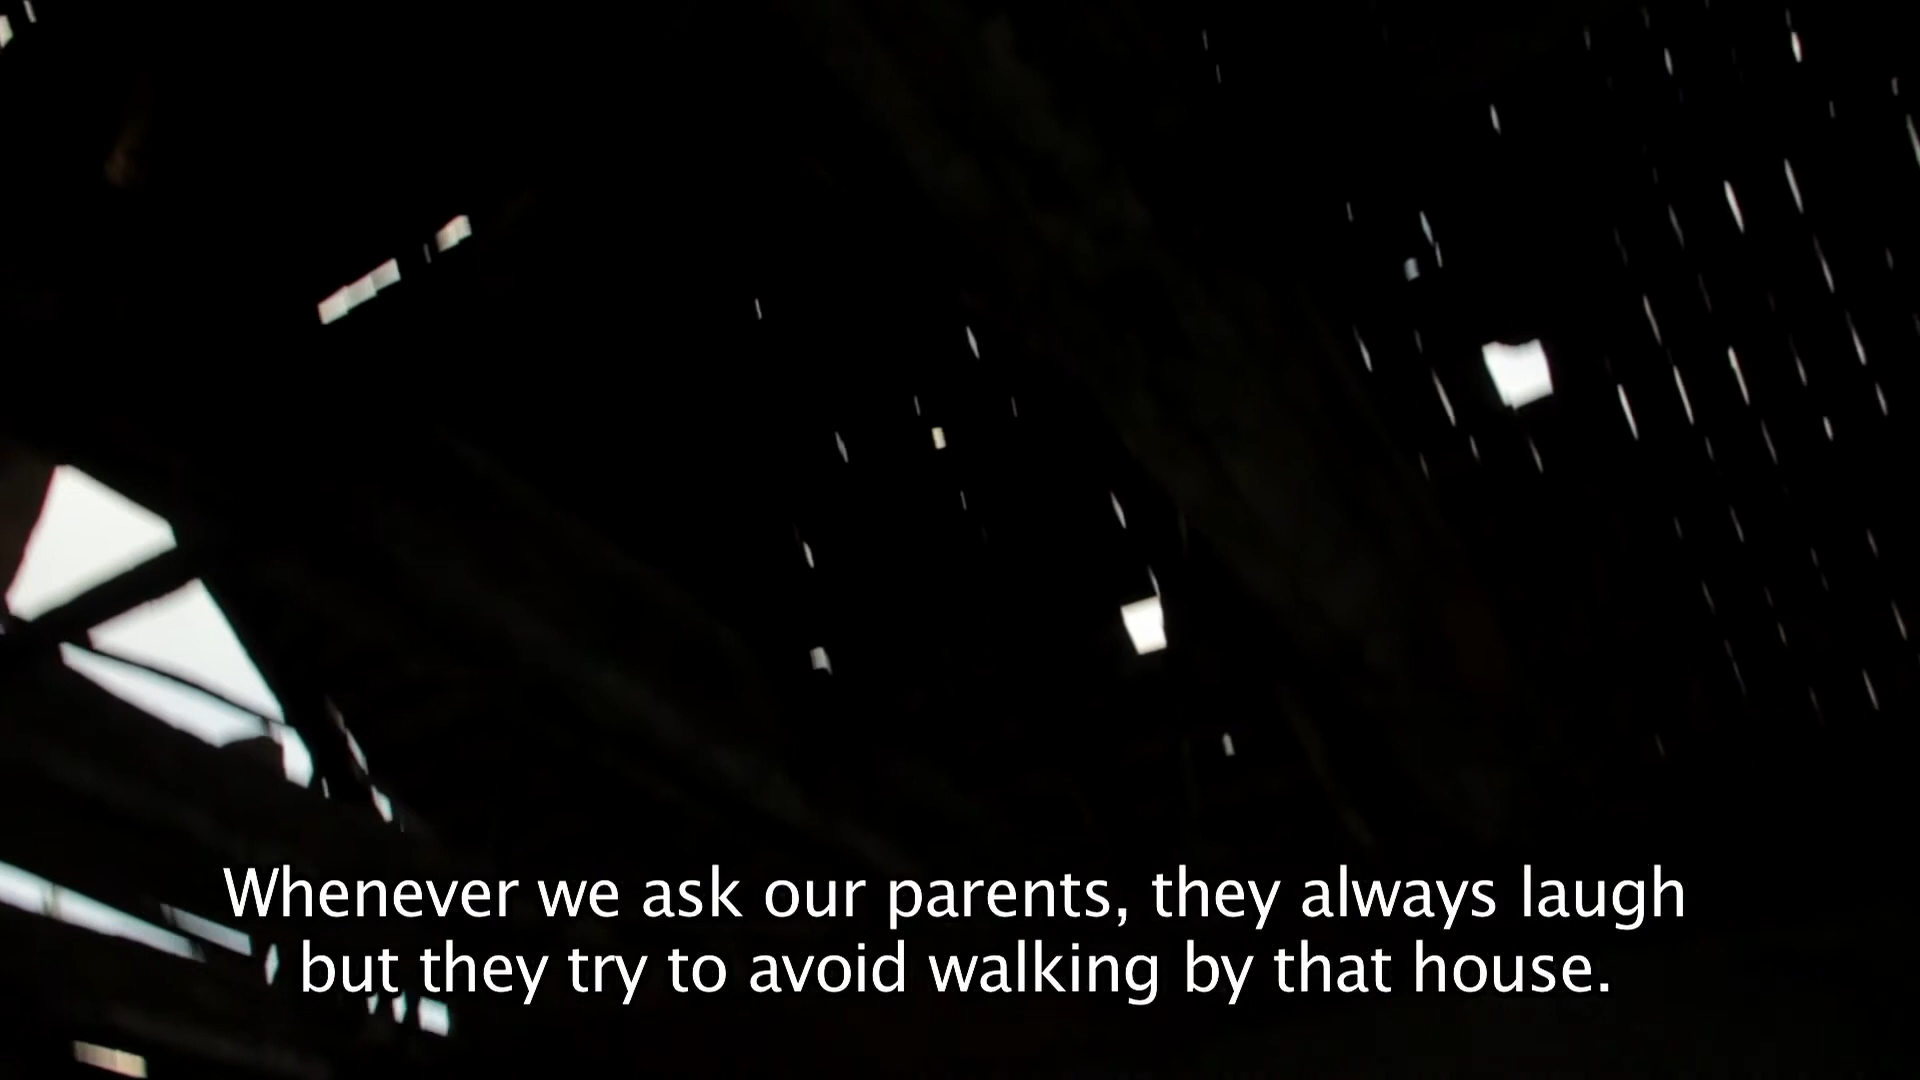 Whenever we ask our parents, they always laugh
but they try to avoid walking by that house.